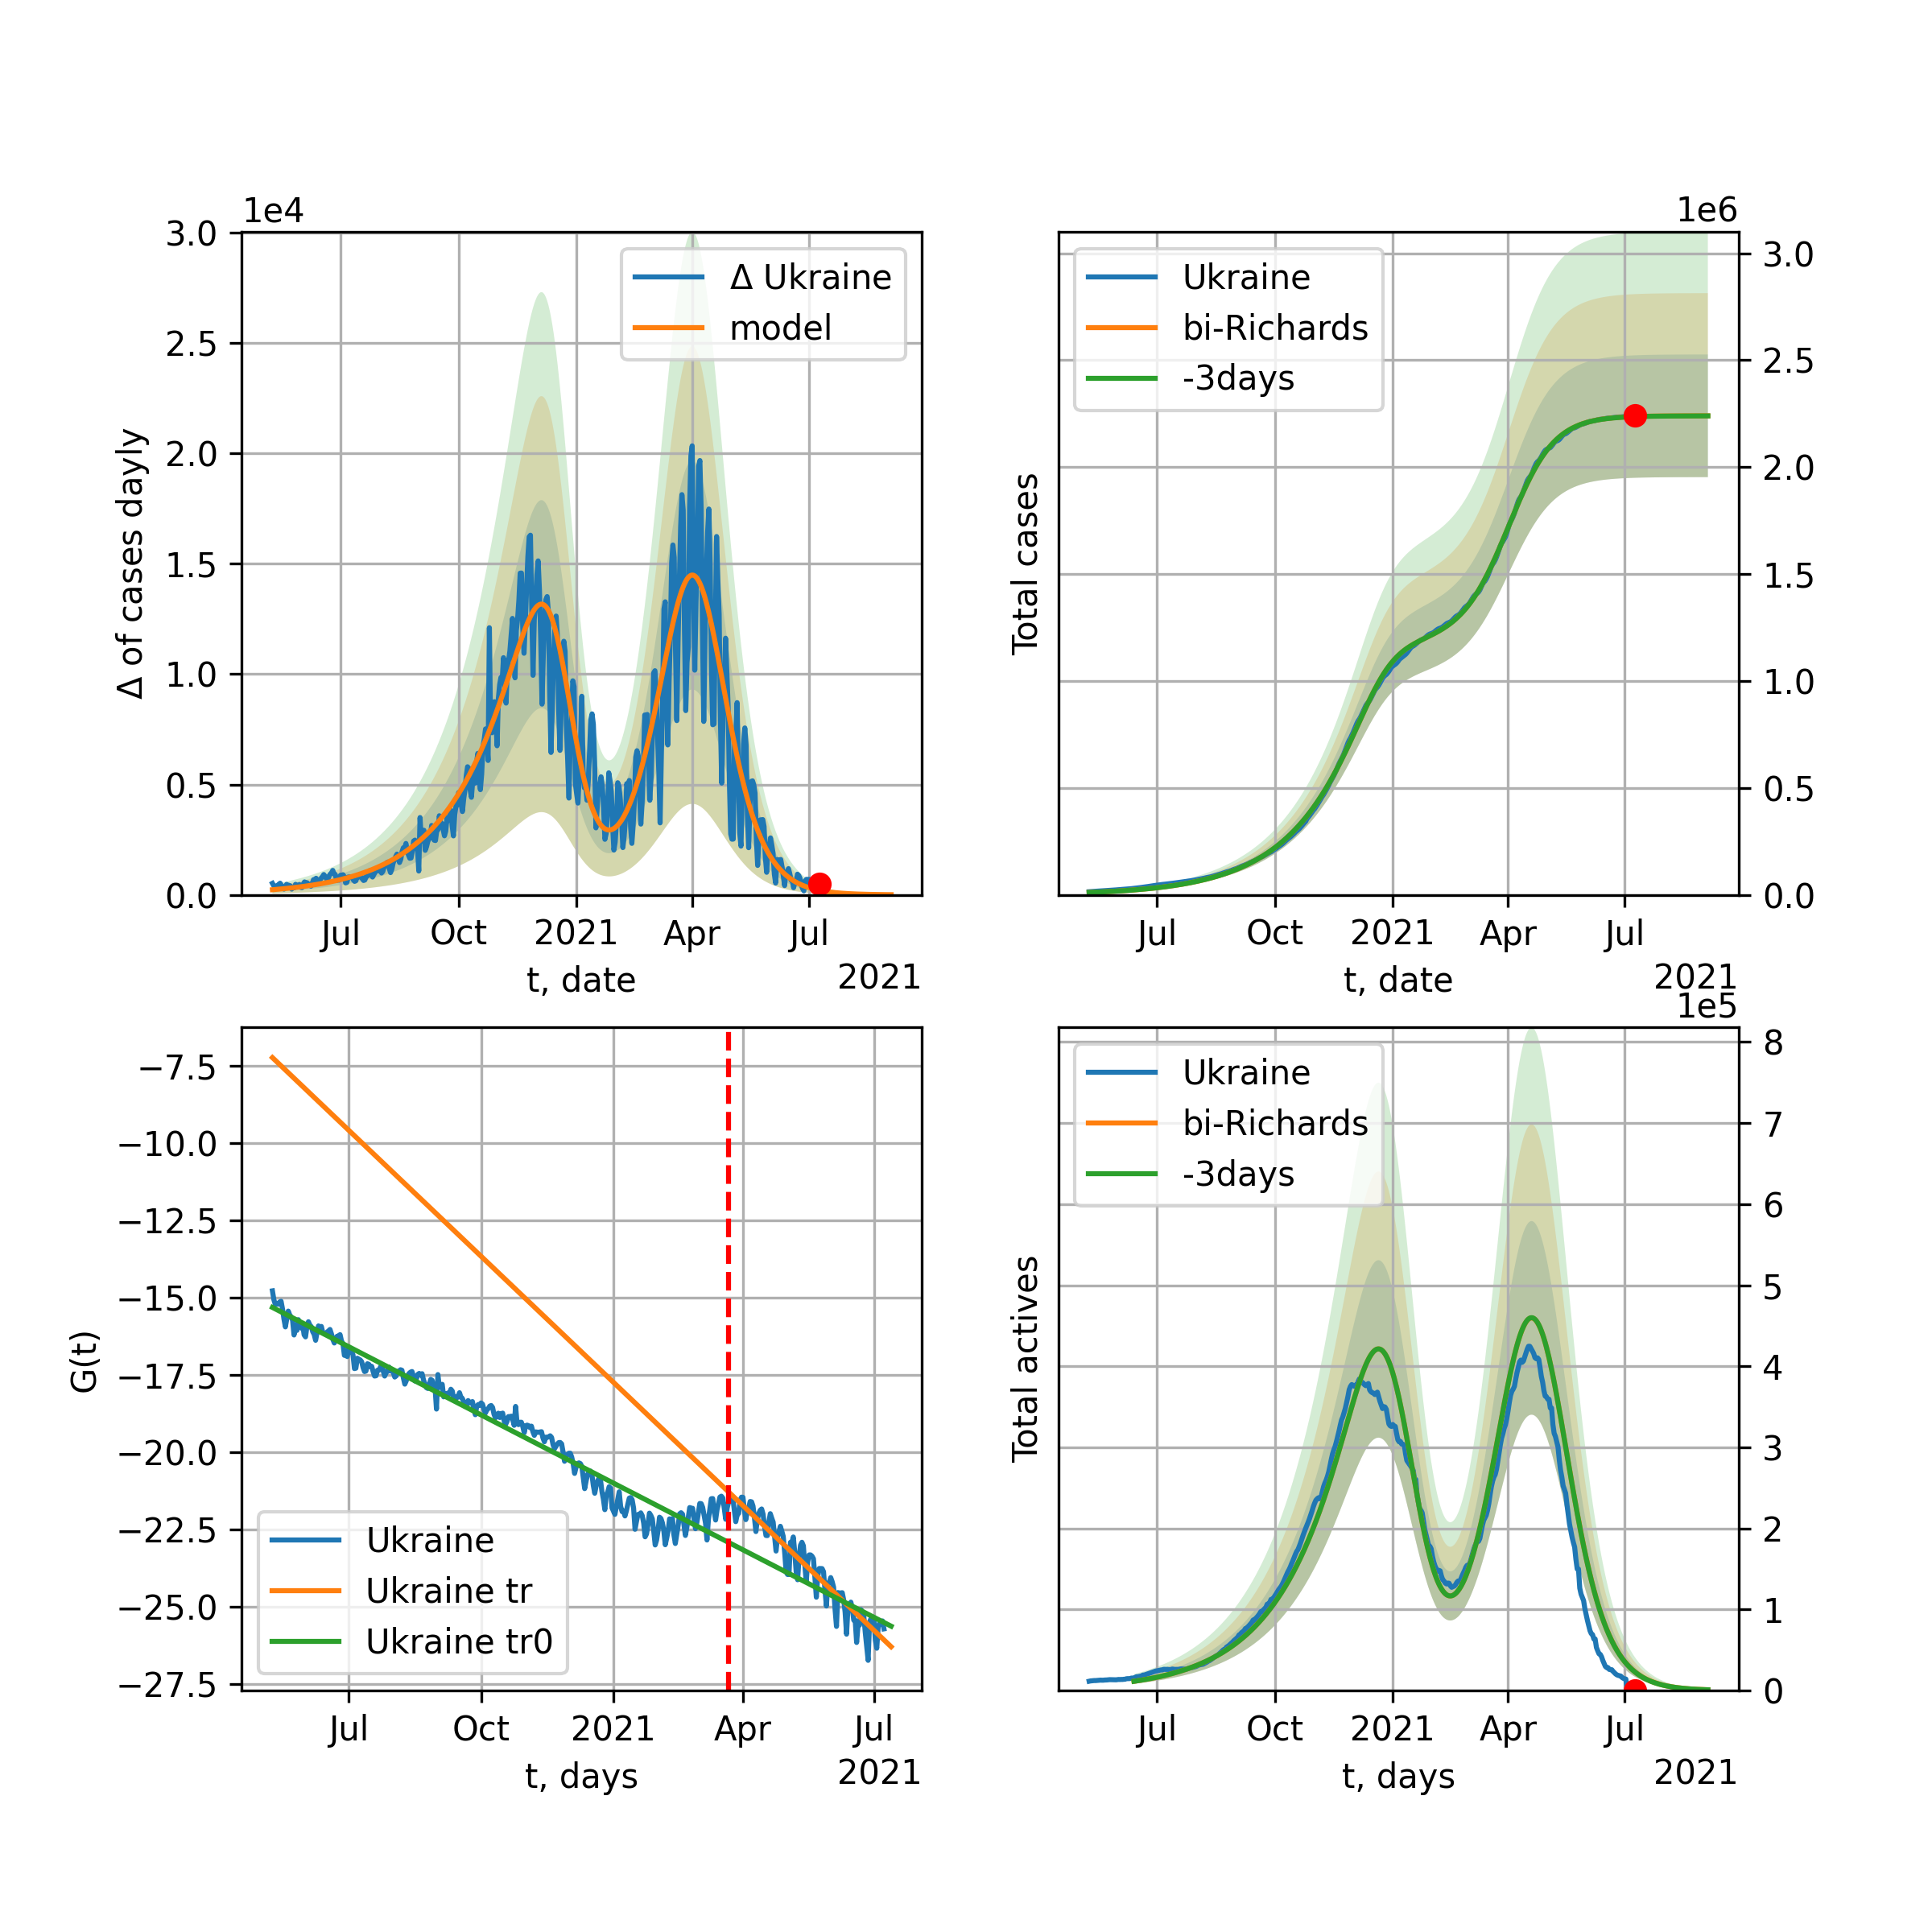 1e4
3.0
2.5
2.0
1.5
1.0
0.5
0.0
Δ of cases dayly
Δ Ukraine
model
Jul
Oct
2021
Apr
Jul
t, date
2021
1e6
3.0
2.5
2.0
1.5
1.0
0.5
0.0
Total cases
Ukraine
bi-Richards
-3days
Jul
Oct
2021
Apr
Jul
t, date
2021
−7.5
−10.0
−12.5
−15.0
−17.5
−20.0
−22.5
−25.0
−27.5
G(t)
Ukraine
Ukraine tr
Ukraine tr0
Jul
Oct
2021
Apr
Jul
t, days
2021
1e5
8
7
6
5
4
3
2
1
0
Total actives
Ukraine
bi-Richards
-3days
Jul
Oct
2021
Apr
Jul
t, days
2021